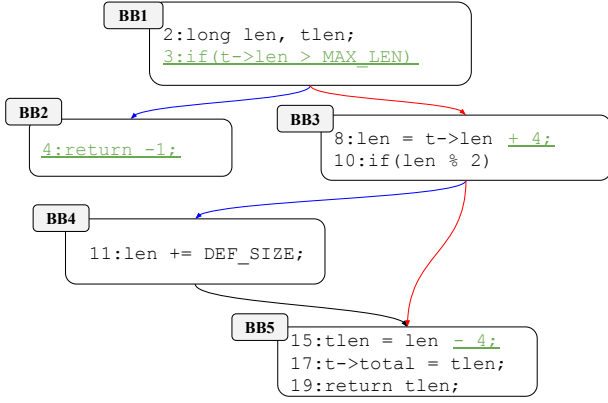 BB1
2:long len, tlen;
3:if(t->len > MAX_LEN)
BB2
4:return -1;
BB3
8:len = t->len + 4;
10:if(len % 2)
BB4
11:len += DEF_SIZE;
BB5
15:tlen = len - 4;
17:t->total = tlen;
19:return tlen;